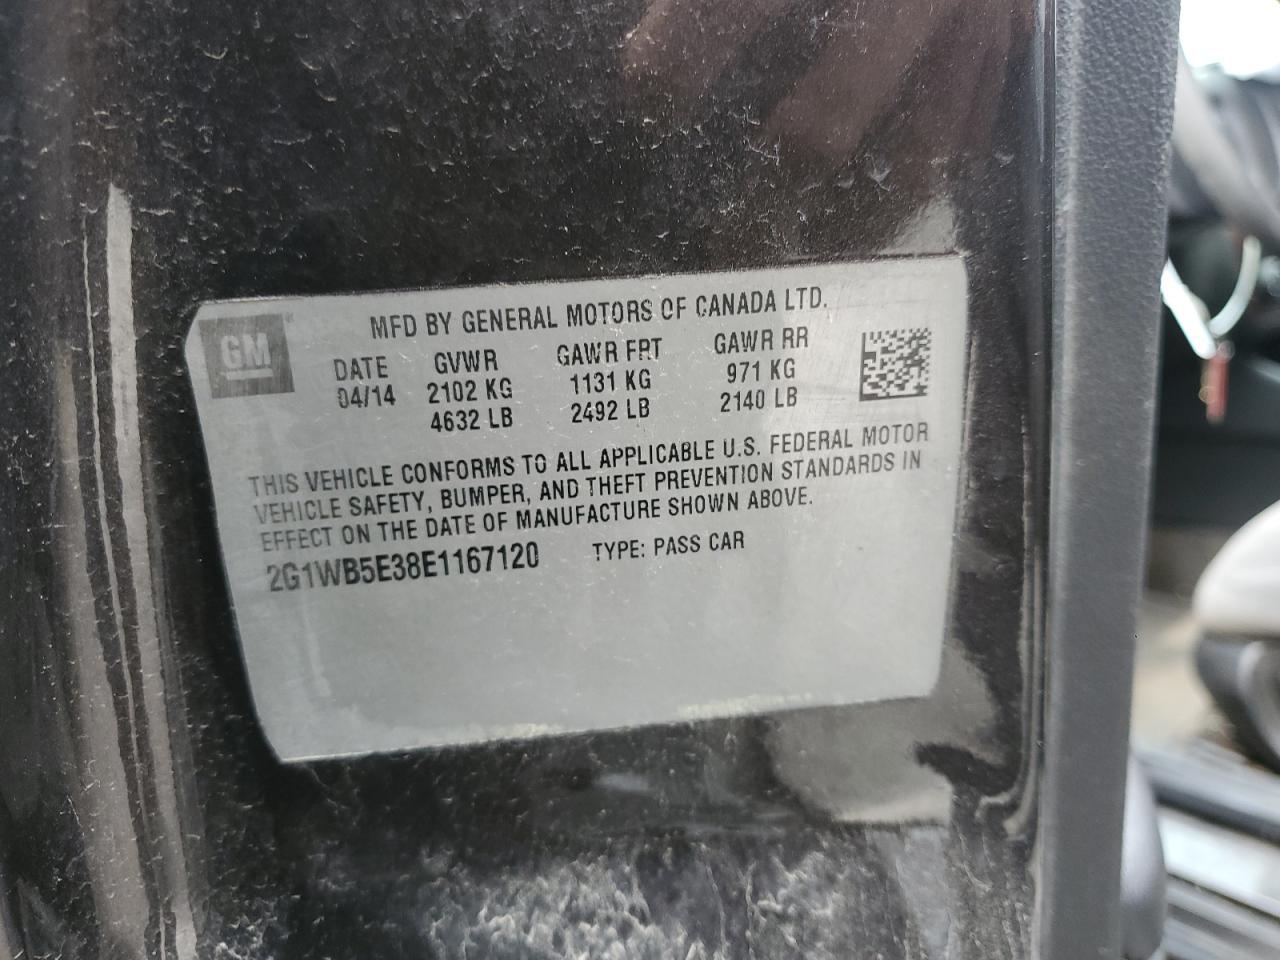 GM
MFD BY GENERAL MOTORS OF CANADA LTD.
DATE GVWR GAWR FRT GAWR RR
04/14 2102 KG 1131 KG 971 KG
4632 LB 2492 LB 2140 LB
THIS VEHICLE CONFORMS TO ALL APPLICABLE U.S. FEDERAL MOTOR
VEHICLE SAFETY, BUMPER, AND THEFT PREVENTION STANDARDS IN
EFFECT ON THE DATE OF MANUFACTURE SHOWN ABOVE.
2G1WB5E38E1167120 TYPE: PASS CAR